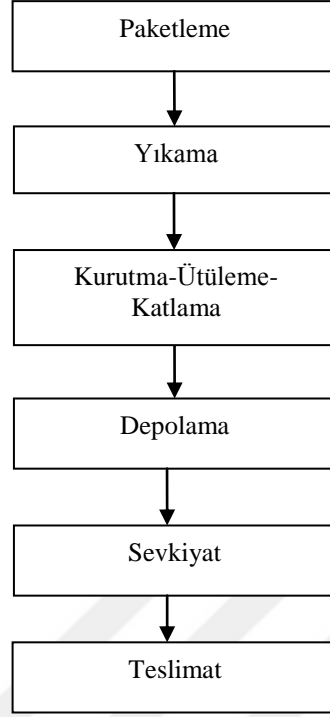 Paketleme
Yıkama
Kurutma-Ütüleme-
Katlama
Depolama
Sevkiyat
Teslimat